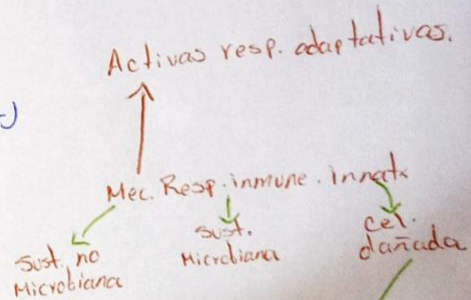 Activas resp. adaptativas.
Mec. Resp. inmune. Innata
Sust. no
Microbiana
Sust.
Microbiana
Cel.
dañada